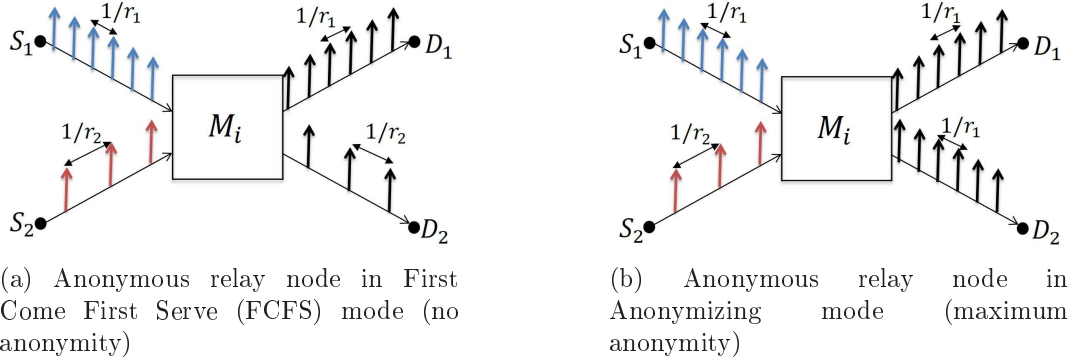 1/r₁ 1/r₁ 1/r₁ 1/r₁
S₁ D₁ S₁ D₁
Mᵢ Mᵢ
1/r₂ 1/r₂ 1/r₂ 1/r₁
S₂ D₂ S₂ D₂
(a) Anonymous relay node in First
Come First Serve (FCFS) mode (no
anonymity)
(b) Anonymous relay node in
Anonymizing mode (maximum
anonymity)